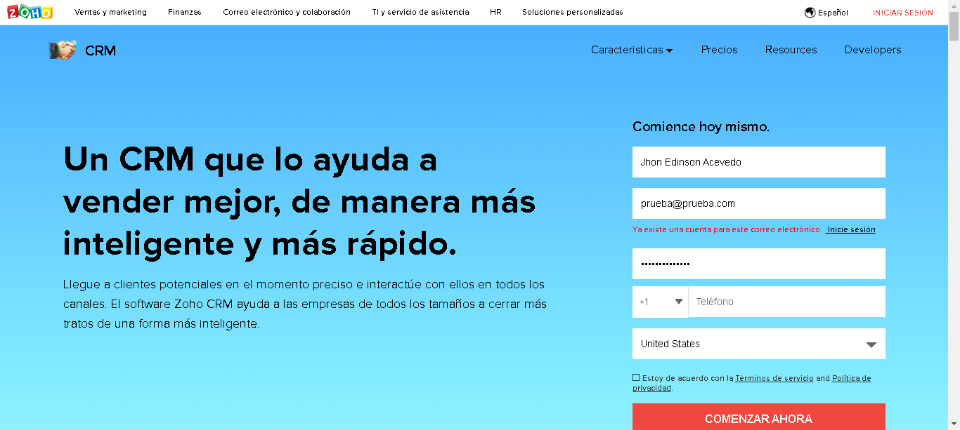 ZOHO Ventas y marketing Finanzas Correo electrónico y colaboración TI y servicio de asistencia HR Soluciones personalizadas Español INICIAR SESIÓN
CRM Características Precios Resources Developers
Un CRM que lo ayuda a
vender mejor, de manera más
inteligente y más rápido.
Llegue a clientes potenciales en el momento preciso e interactúe con ellos en todos los
canales. El software Zoho CRM ayuda a las empresas de todos los tamaños a cerrar más
tratos de una forma más inteligente.
Comience hoy mismo.
Jhon Edinson Acevedo
prueba@prueba.com
Ya existe una cuenta para este correo electrónico. Inicie sesión
••••••••••••••
+1 Teléfono
United States
Estoy de acuerdo con la Términos de servicio and Política de
privacidad.
COMENZAR AHORA